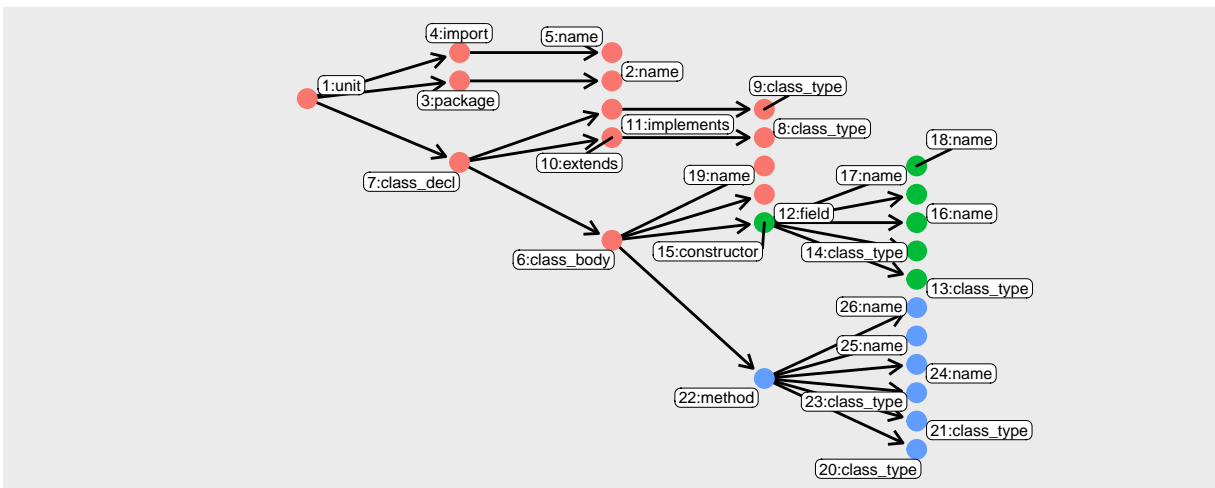 4:import
5:name
1:unit
2:name
3:package
9:class_type
11:implements
8:class_type
10:extends
18:name
7:class_decl
19:name
17:name
12:field
16:name
15:constructor
14:class_type
6:class_body
13:class_type
26:name
25:name
24:name
22:method
23:class_type
21:class_type
20:class_type